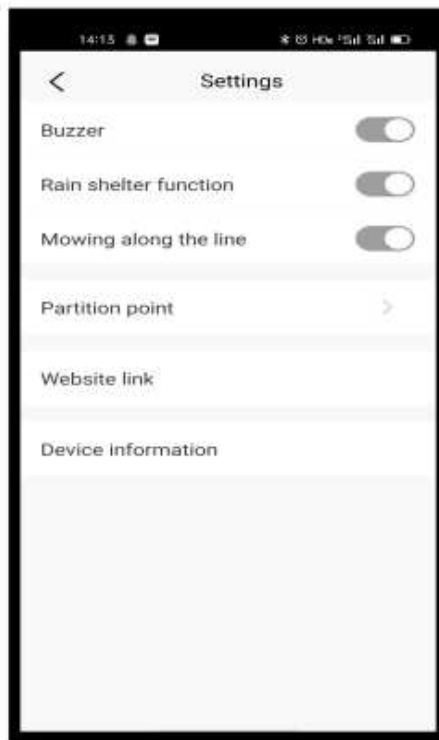 14:13
Settings
Buzzer
Rain shelter function
Mowing along the line
Partition point
Website link
Device information